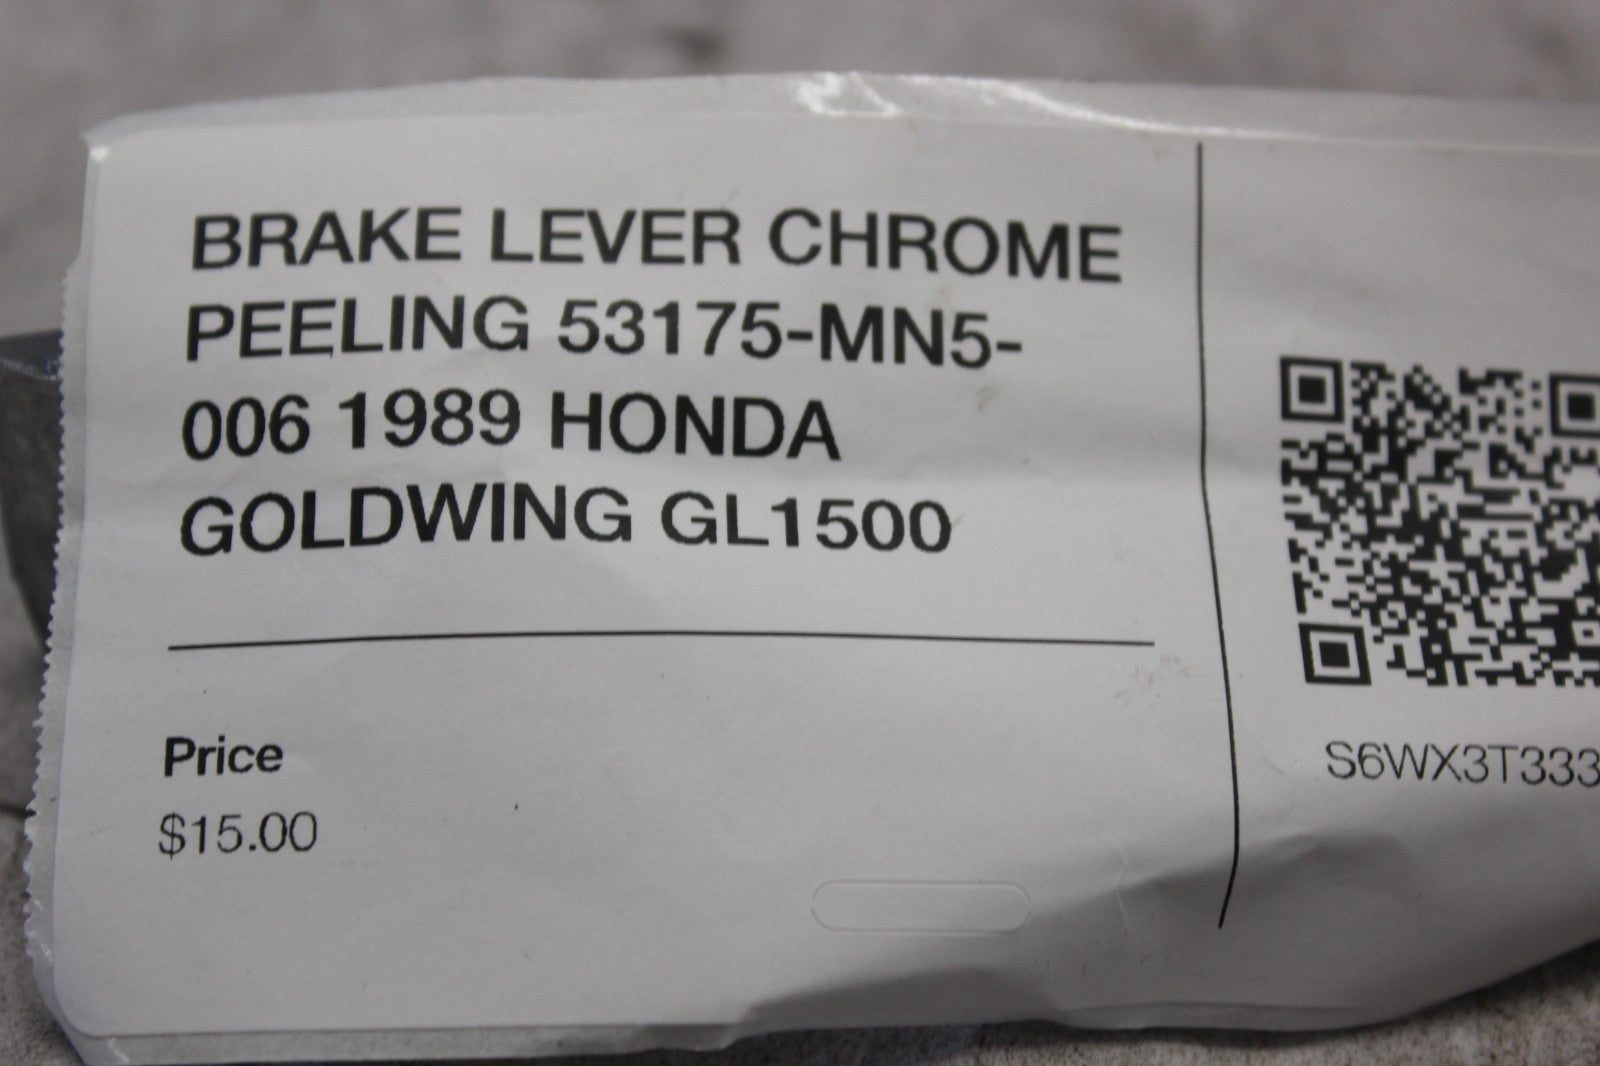 BRAKE LEVER CHROME
PEELING 53175-MN5-
006 1989 HONDA
GOLDWING GL1500
Price
$15.00
S6WX3T333